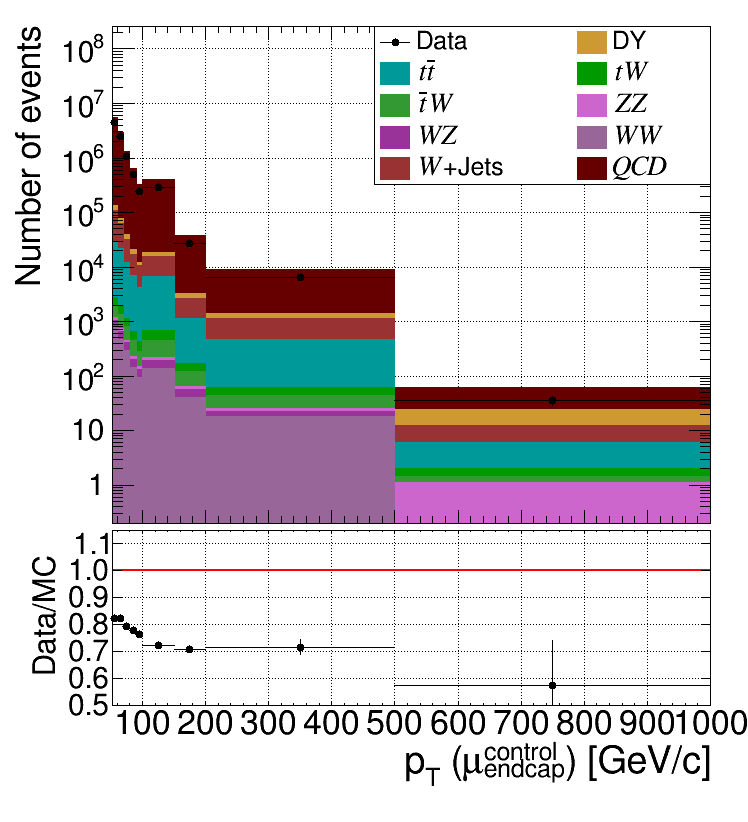 Number of events
10⁸
10⁷
10⁶
10⁵
10⁴
10³
10²
10
1
Data DY
tt̄ tW
t̄W ZZ
WZ WW
W+Jets QCD
Data/MC
1.1
1.0
0.9
0.8
0.7
0.6
0.5
100 200 300 400 500 600 700 800 900 1000
p_T (μ^control_endcap) [GeV/c]